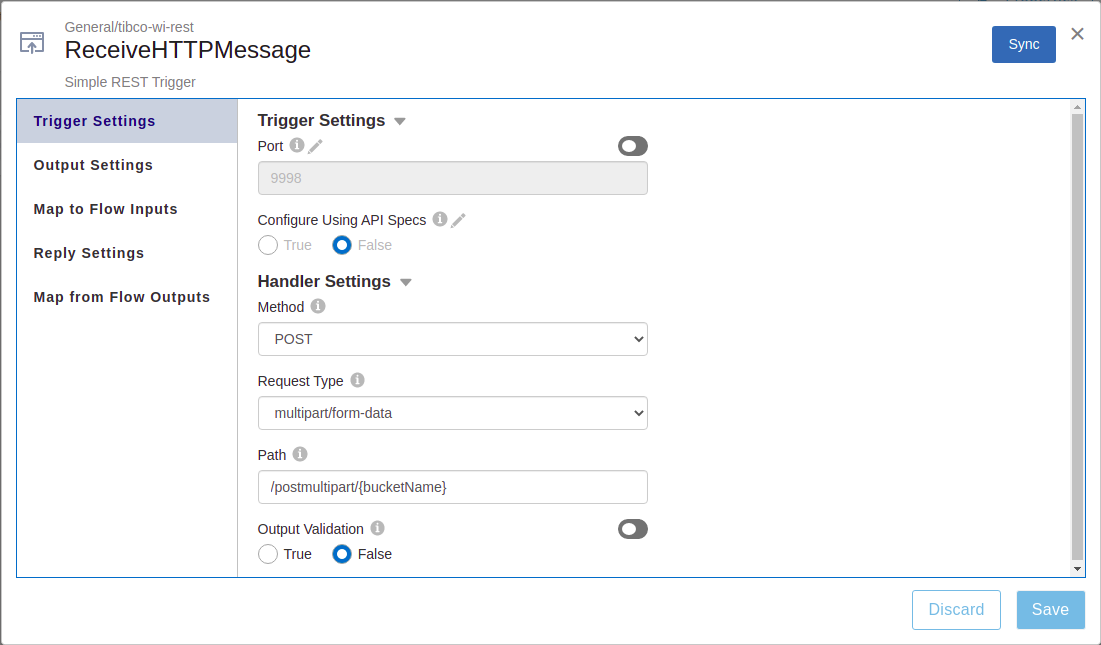 General/tibco-wi-rest
ReceiveHTTPMessage
Simple REST Trigger
Sync
Trigger Settings
Output Settings
Map to Flow Inputs
Reply Settings
Map from Flow Outputs
Trigger Settings
Port
9998
Configure Using API Specs
True False
Handler Settings
Method
POST
Request Type
multipart/form-data
Path
/postmultipart/{bucketName}
Output Validation
True False
Discard Save